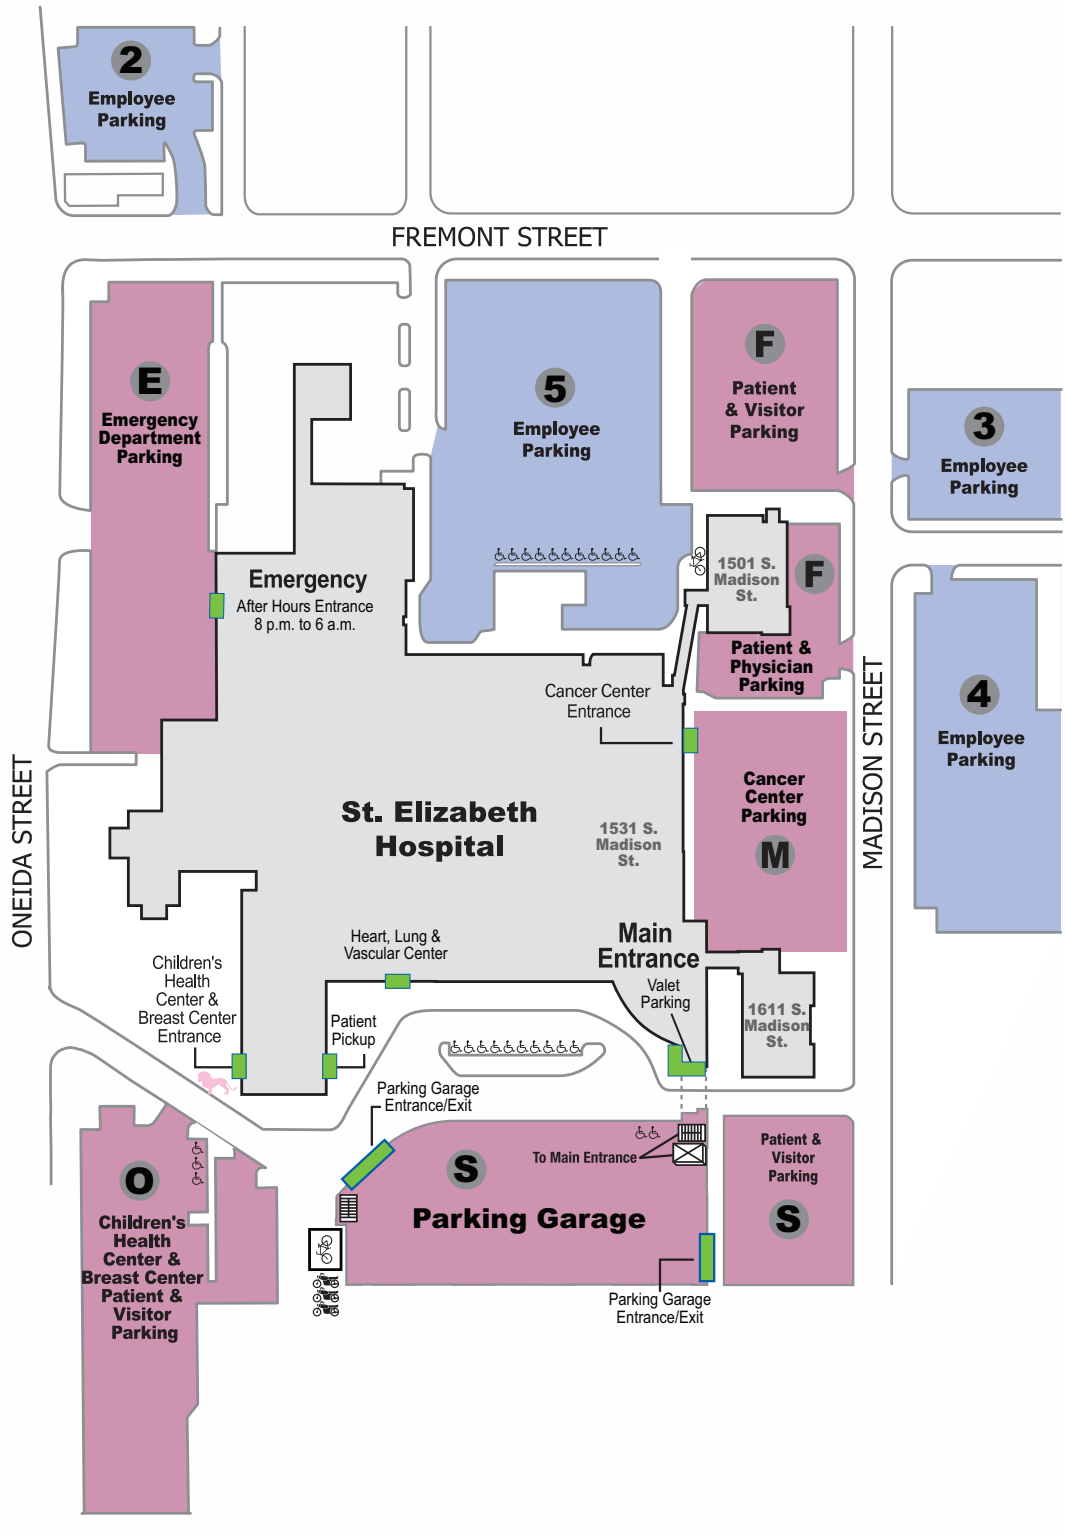 2
Employee
Parking
FREMONT STREET
E
Emergency
Department
Parking
5
Employee
Parking
F
Patient
& Visitor
Parking
3
Employee
Parking
1501 S.
Madison
St.
F
Patient &
Physician
Parking
Emergency
After Hours Entrance
8 p.m. to 6 a.m.
Cancer Center
Entrance
4
Employee
Parking
MADISON STREET
ONEIDA STREET
St. Elizabeth
Hospital
1531 S.
Madison
St.
Cancer
Center
Parking
M
Main
Entrance
Valet
Parking
Heart, Lung &
Vascular Center
Children's
Health
Center &
Breast Center
Entrance
Patient
Pickup
1611 S.
Madison
St.
Parking Garage
Entrance/Exit
To Main Entrance
S
Parking Garage
Patient &
Visitor
Parking
S
O
Children's
Health
Center &
Breast Center
Patient &
Visitor
Parking
Parking Garage
Entrance/Exit